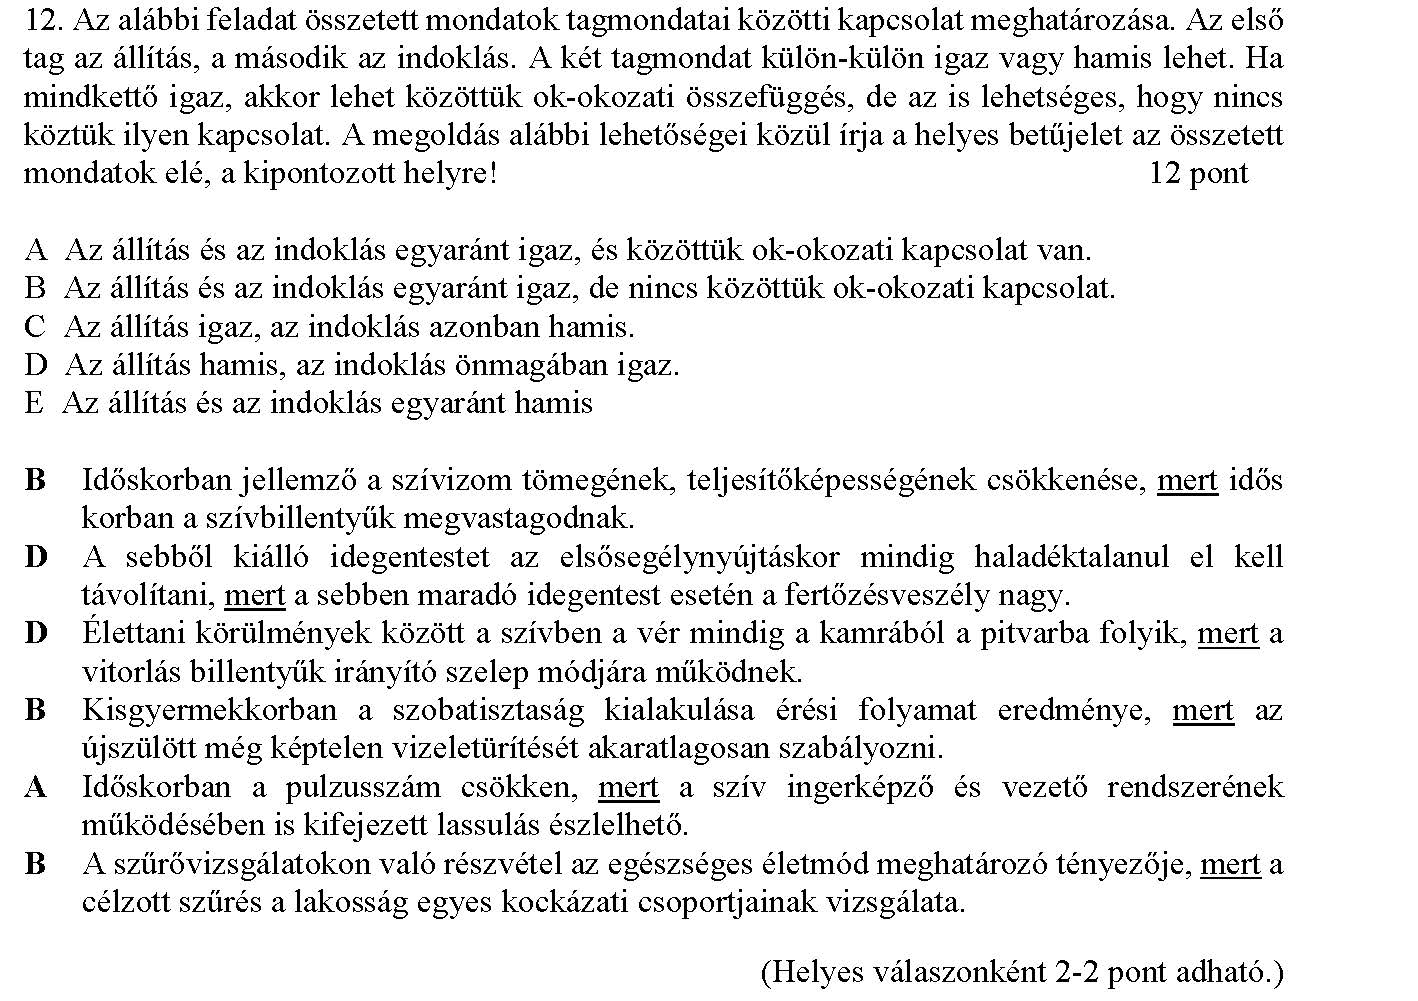 12. Az alábbi feladat összetett mondatok tagmondatai közötti kapcsolat meghatározása. Az első
tag az állítás, a második az indoklás. A két tagmondat külön-külön igaz vagy hamis lehet. Ha
mindkettő igaz, akkor lehet közöttük ok-okozati összefüggés, de az is lehetséges, hogy nincs
köztük ilyen kapcsolat. A megoldás alábbi lehetőségei közül írja a helyes betűjelet az összetett
mondatok elé, a kipontozott helyre! 12 pont
A Az állítás és az indoklás egyaránt igaz, és közöttük ok-okozati kapcsolat van.
B Az állítás és az indoklás egyaránt igaz, de nincs közöttük ok-okozati kapcsolat.
C Az állítás igaz, az indoklás azonban hamis.
D Az állítás hamis, az indoklás önmagában igaz.
E Az állítás és az indoklás egyaránt hamis
B Időskorban jellemző a szívizom tömegének, teljesítőképességének csökkenése, mert idős
korban a szívbillentyűk megvastagodnak.
D A sebből kiálló idegentestet az elsősegélynyújtáskor mindig haladéktalanul el kell
távolítani, mert a sebben maradó idegentest esetén a fertőzésveszély nagy.
D Élettani körülmények között a szívben a vér mindig a kamrából a pitvarba folyik, mert a
vitorlás billentyűk irányító szelep módjára működnek.
B Kisgyermekkorban a szobatisztaság kialakulása érési folyamat eredménye, mert az
újszülött még képtelen vizeletürítését akaratlagosan szabályozni.
A Időskorban a pulzusszám csökken, mert a szív ingerképző és vezető rendszerének
működésében is kifejezett lassulás észlelhető.
B A szűrővizsgálatokon való részvétel az egészséges életmód meghatározó tényezője, mert a
célzott szűrés a lakosság egyes kockázati csoportjainak vizsgálata.
(Helyes válaszonként 2-2 pont adható.)